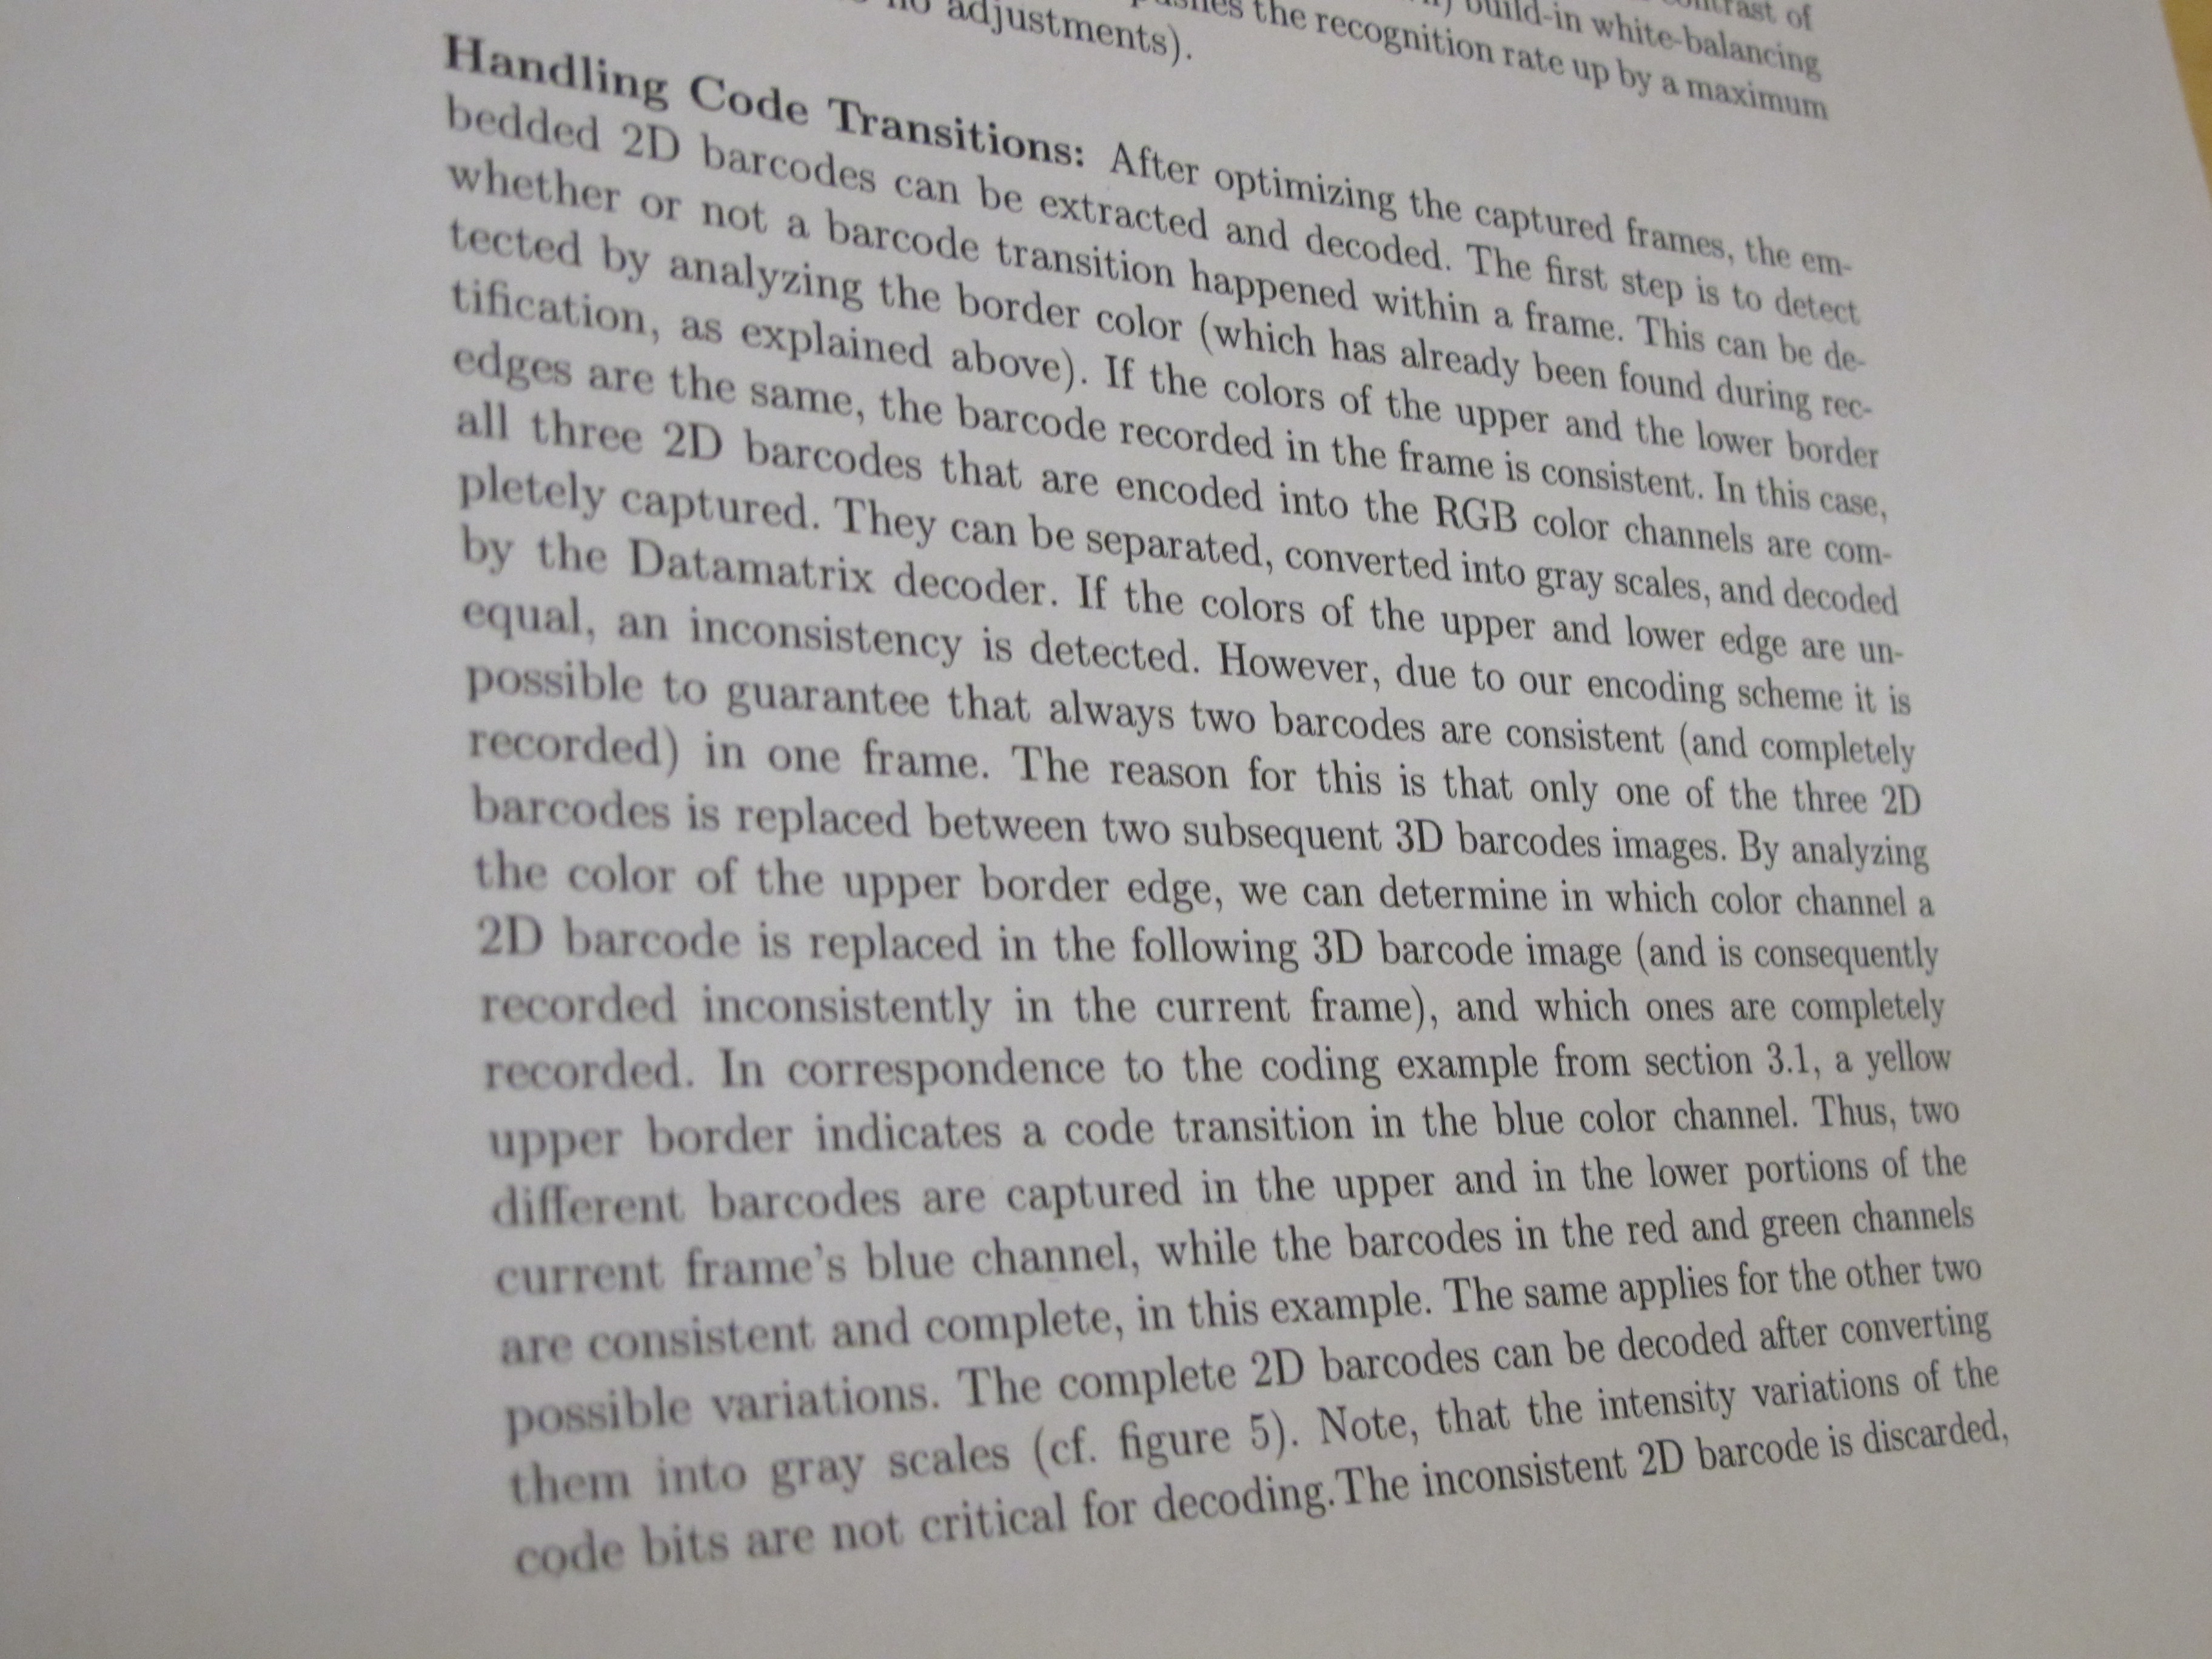 contrast of
build-in white-balancing
the recognition rate up by a maximum
no adjustments).
Handling Code Transitions: After optimizing the captured frames, the em-
bedded 2D barcodes can be extracted and decoded. The first step is to detect
whether or not a barcode transition happened within a frame. This can be de-
tected by analyzing the border color (which has already been found during rec-
tification, as explained above). If the colors of the upper and the lower border
edges are the same, the barcode recorded in the frame is consistent. In this case,
all three 2D barcodes that are encoded into the RGB color channels are com-
pletely captured. They can be separated, converted into gray scales, and decoded
by the Datamatrix decoder. If the colors of the upper and lower edge are un-
equal, an inconsistency is detected. However, due to our encoding scheme it is
possible to guarantee that always two barcodes are consistent (and completely
recorded) in one frame. The reason for this is that only one of the three 2D
barcodes is replaced between two subsequent 3D barcodes images. By analyzing
the color of the upper border edge, we can determine in which color channel a
2D barcode is replaced in the following 3D barcode image (and is consequently
recorded inconsistently in the current frame), and which ones are completely
recorded. In correspondence to the coding example from section 3.1, a yellow
upper border indicates a code transition in the blue color channel. Thus, two
different barcodes are captured in the upper and in the lower portions of the
current frame's blue channel, while the barcodes in the red and green channels
are consistent and complete, in this example. The same applies for the other two
possible variations. The complete 2D barcodes can be decoded after converting
them into gray scales (cf. figure 5). Note, that the intensity variations of the
code bits are not critical for decoding.The inconsistent 2D barcode is discarded,